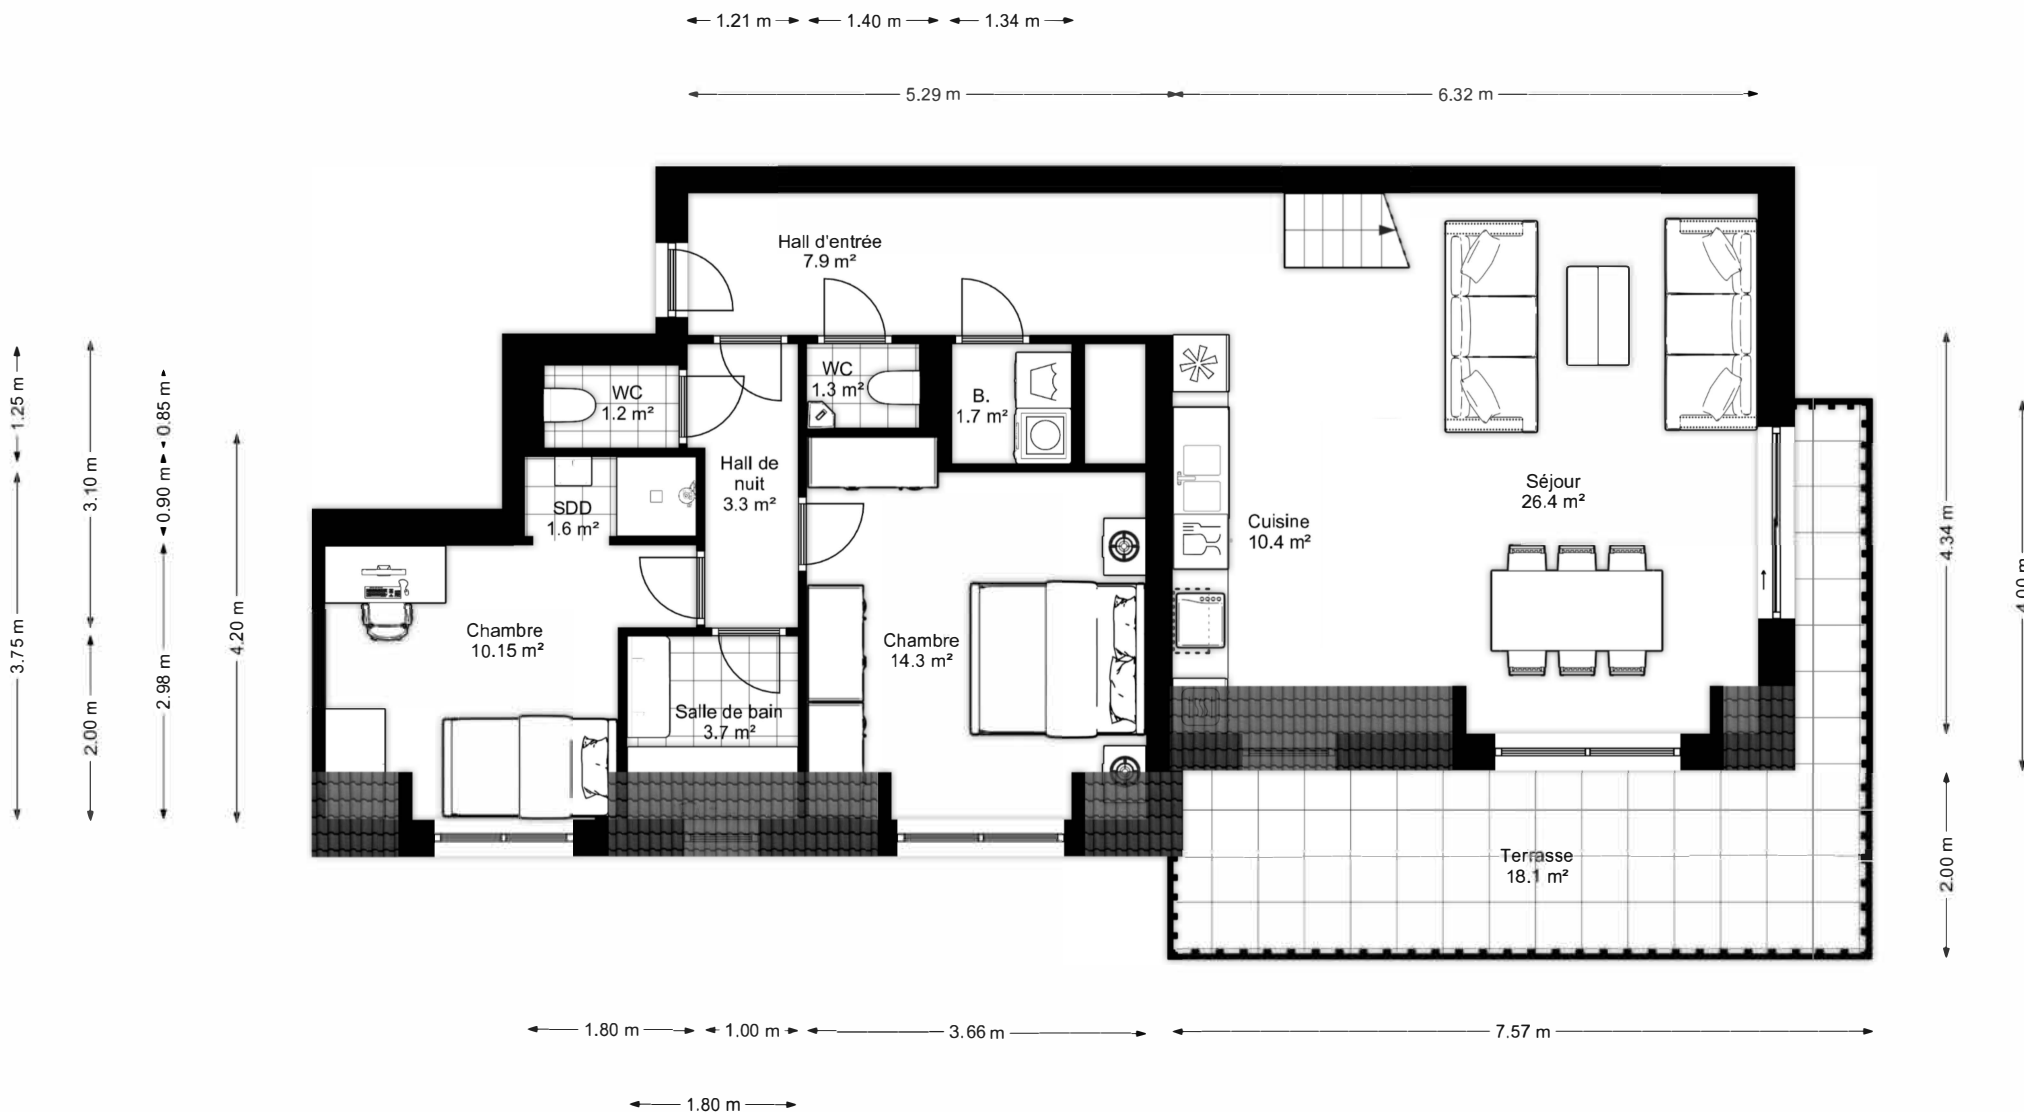 1.21 m
1.40 m
1.34 m
5.29 m
6.32 m
Hall d'entrée
7.9 m²
WC
1.2 m²
WC
1.3 m²
B.
1.7 m²
Hall de
nuit
3.3 m²
SDD
1.6 m²
Cuisine
10.4 m²
Séjour
26.4 m²
Chambre
10.15 m²
Chambre
14.3 m²
Salle de bain
3.7 m²
Terrasse
18.1 m²
1.25 m
3.75 m
3.10 m
2.00 m
0.85 m
0.90 m
2.98 m
4.20 m
4.34 m
2.00 m
4.00 m
1.80 m
1.00 m
3.66 m
7.57 m
1.80 m